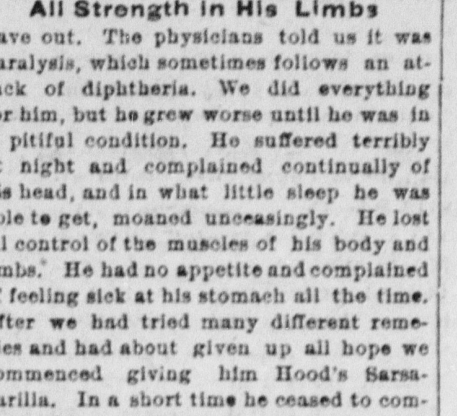 All Strength in His Limbs
ave out. The physicians told us it was
aralysis, which sometimes follows an at-
ck of diphtheria. We did everything
or him, but he grew worse until he was in
pitiful condition. He suffered terribly
t night and complained continually of
is head, and in what little sleep he was
ble to get, moaned unceasingly. He lost
l control of the muscles of his body and
mbs. He had no appetite and complained
f feeling sick at his stomach all the time.
fter we had tried many different reme-
ies and had about given up all hope we
ommenced giving him Hood's Sarsa-
arilla. In a short time he ceased to com-